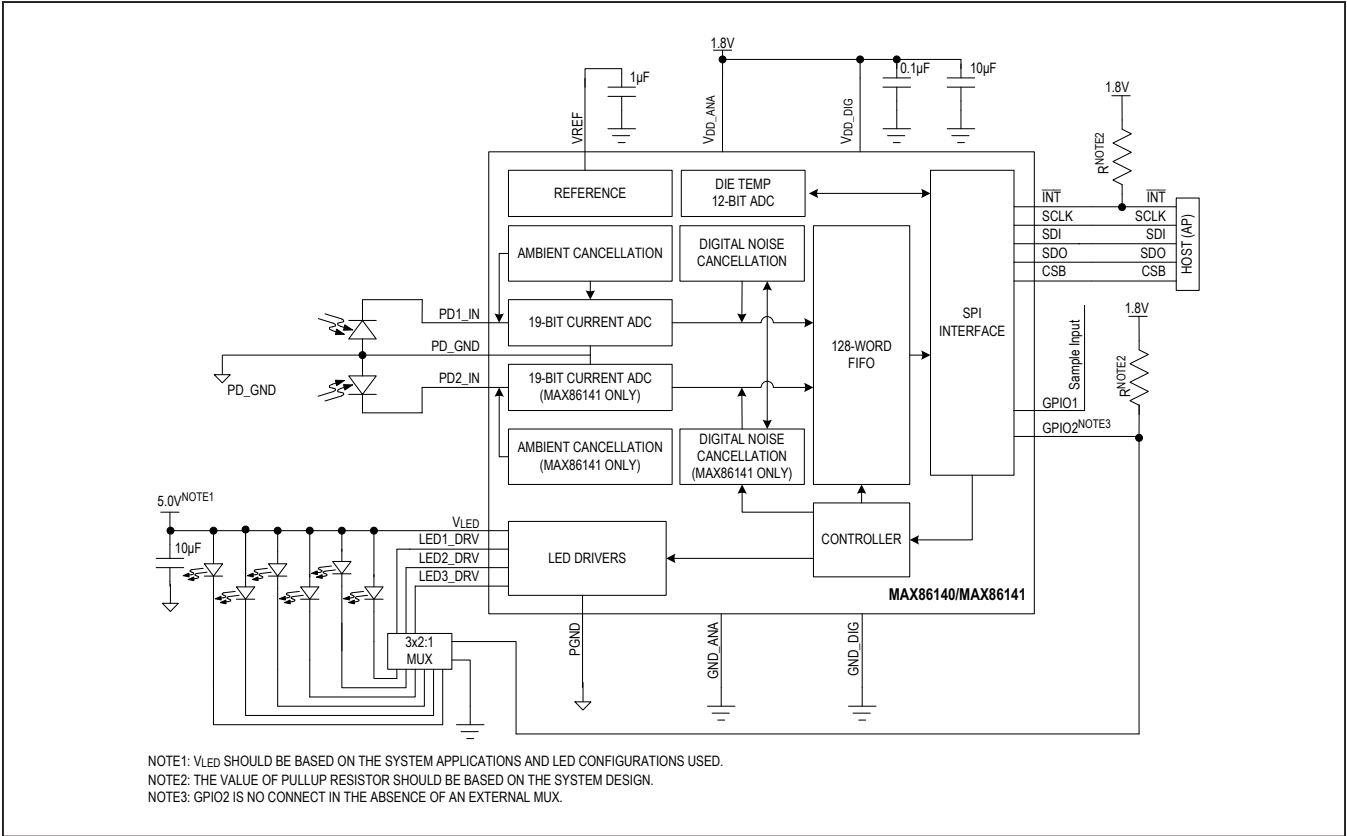 1.8V
1µF
0.1µF
10µF
1.8V
VREF
VDD_ANA
VDD_DIG
RNOTE2
REFERENCE
DIE TEMP
12-BIT ADC
INT
INT
SCLK
SCLK
SDI
SDI
SDO
SDO
CSB
CSB
HOST (AP)
AMBIENT CANCELLATION
DIGITAL NOISE
CANCELLATION
PD1_IN
19-BIT CURRENT ADC
128-WORD
FIFO
SPI
INTERFACE
1.8V
Sample Input
RNOTE2
PD_GND
PD_GND
PD2_IN
19-BIT CURRENT ADC
(MAX86141 ONLY)
GPIO1
GPIO2NOTE3
AMBIENT CANCELLATION
(MAX86141 ONLY)
DIGITAL NOISE
CANCELLATION
(MAX86141 ONLY)
5.0VNOTE1
10µF
VLED
LED1_DRV
LED2_DRV
LED3_DRV
LED DRIVERS
CONTROLLER
MAX86140/MAX86141
3x2:1
MUX
PGND
GND_ANA
GND_DIG
NOTE1: VLED SHOULD BE BASED ON THE SYSTEM APPLICATIONS AND LED CONFIGURATIONS USED.
NOTE2: THE VALUE OF PULLUP RESISTOR SHOULD BE BASED ON THE SYSTEM DESIGN.
NOTE3: GPIO2 IS NO CONNECT IN THE ABSENCE OF AN EXTERNAL MUX.